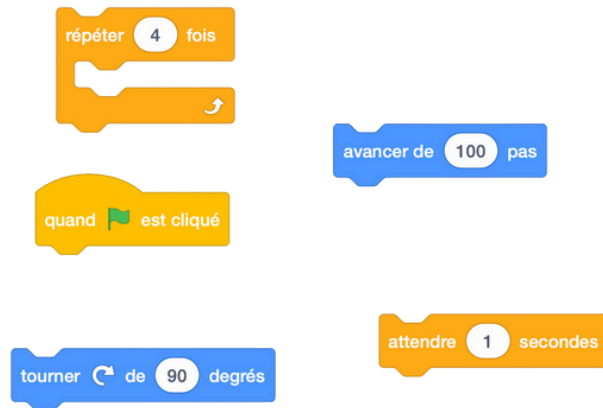 répéter 4 fois
avancer de 100 pas
quand est cliqué
attendre 1 secondes
tourner de 90 degrés